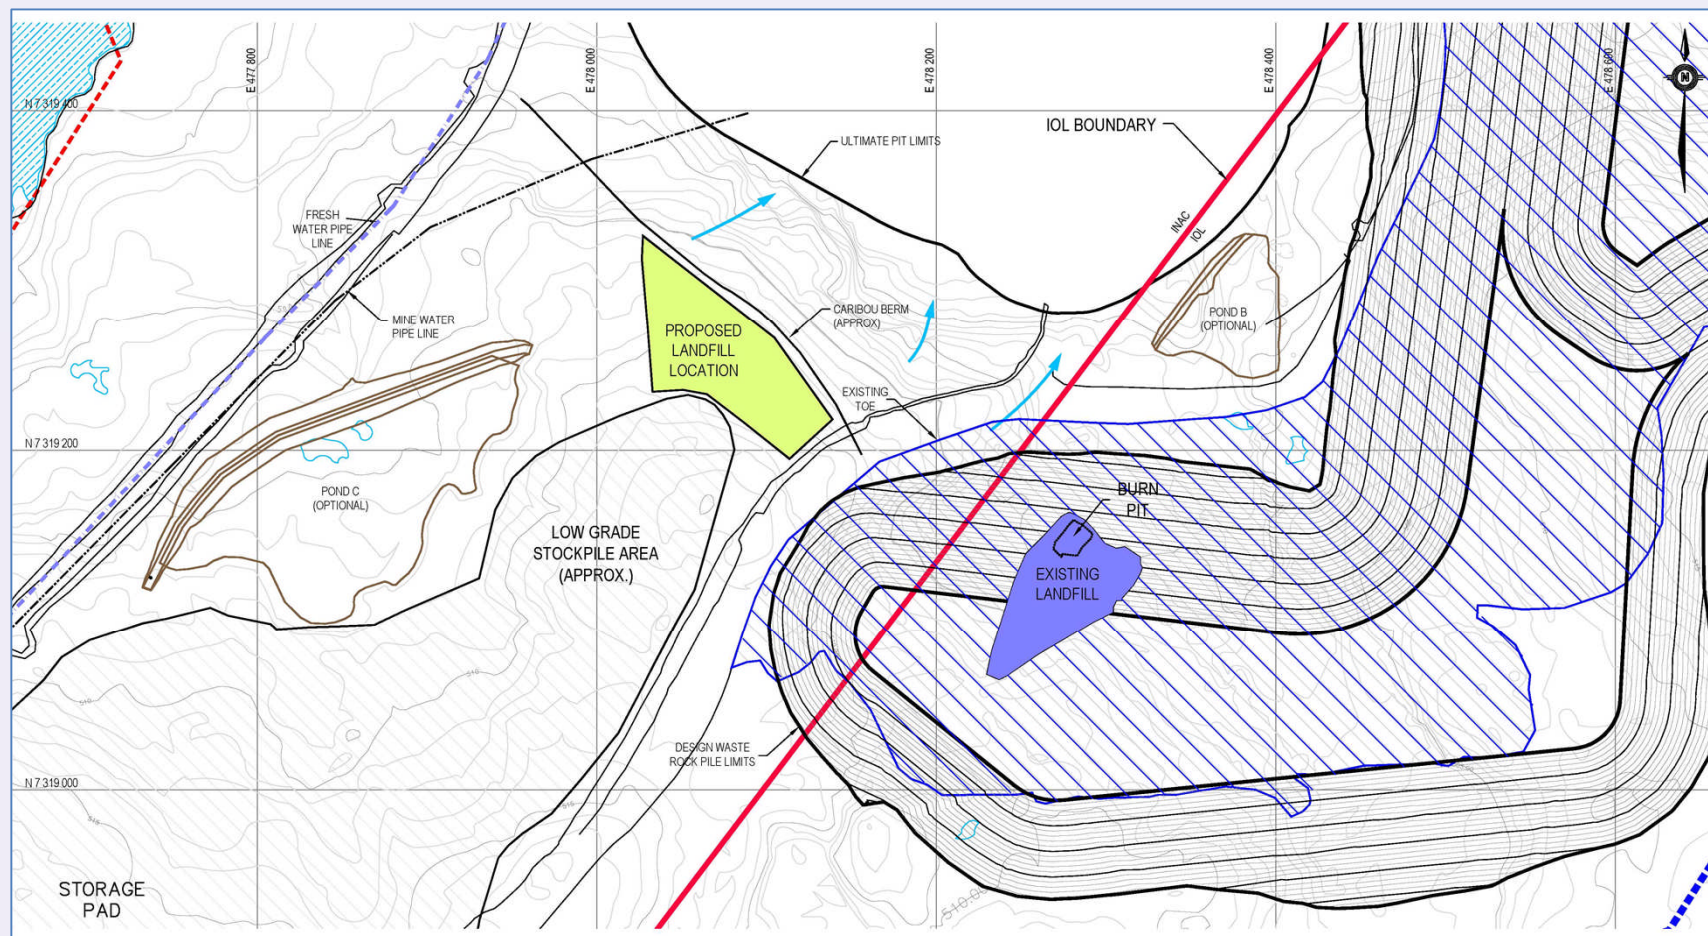 E 477 800
E 478 000
E 478 200
E 478 400
E 478 600
N
N 7 319 400
IOL BOUNDARY
ULTIMATE PIT LIMITS
FRESH
WATER PIPE
LINE
INAC
IOL
MINE WATER
PIPE LINE
PROPOSED
LANDFILL
LOCATION
CARIBOU BERM
(APPROX)
POND B
(OPTIONAL)
EXISTING
TOE
N 7 319 200
POND C
(OPTIONAL)
BURN
PIT
LOW GRADE
STOCKPILE AREA
(APPROX.)
EXISTING
LANDFILL
510
510
DESIGN WASTE
ROCK PILE LIMITS
N 7 319 000
STORAGE
PAD